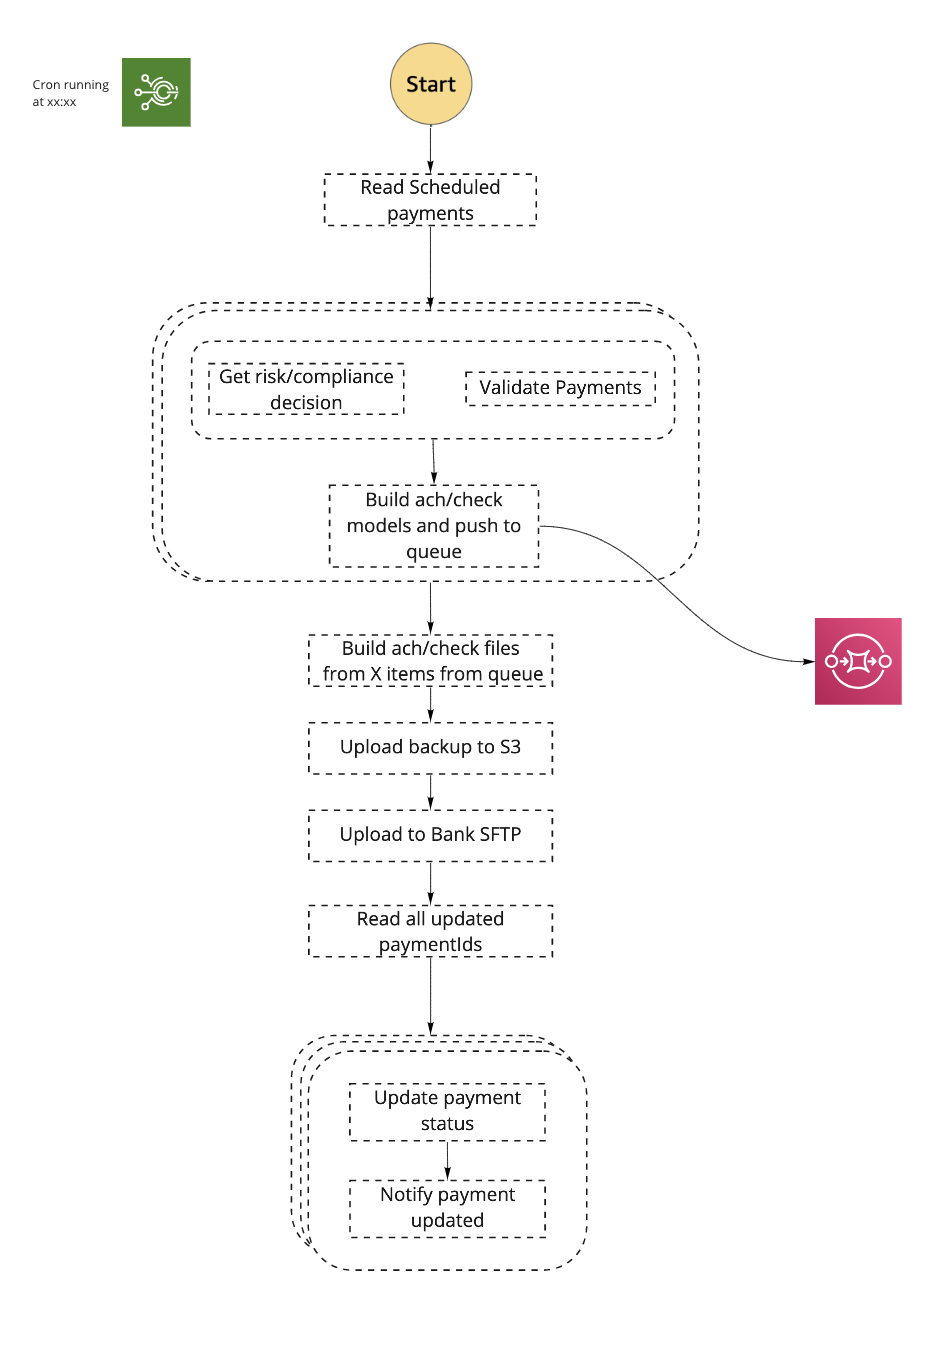 Cron running
at xx:xx
Start
Read Scheduled
payments
Get risk/compliance
decision
Validate Payments
Build ach/check
models and push to
queue
Build ach/check files
from X items from queue
Upload backup to S3
Upload to Bank SFTP
Read all updated
paymentIds
Update payment
status
Notify payment
updated